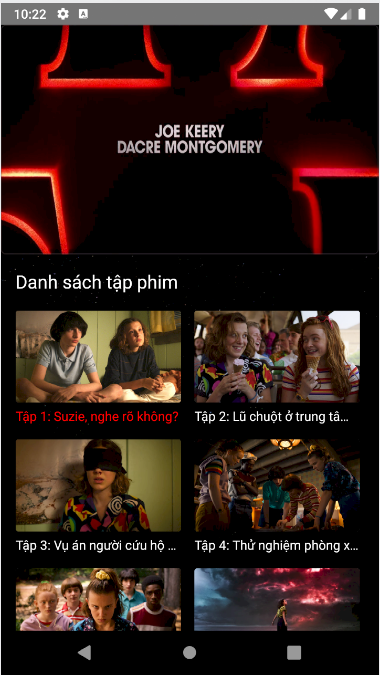 10:22
JOE KEERY
DACRE MONTGOMERY
Danh sách tập phim
Tập 1: Suzie, nghe rõ không?
Tập 2: Lũ chuột ở trung tâ...
Tập 3: Vụ án người cứu hộ ...
Tập 4: Thử nghiệm phòng x...